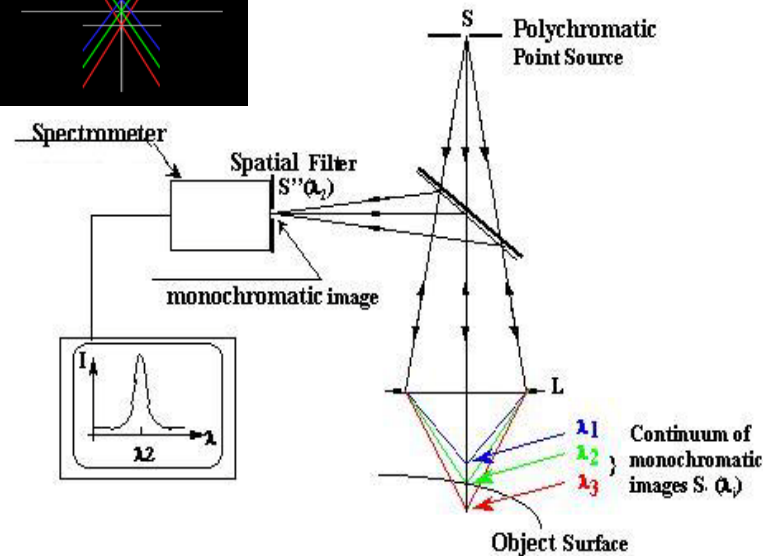 S
Polychromatic
Point Source
Spectrometer
Spatial Filter
S''(λ2)
monochromatic image
I
λ
λ2
L
λ1
λ2
λ3
}
Continuum of
monochromatic
images S. (λi)
Object Surface